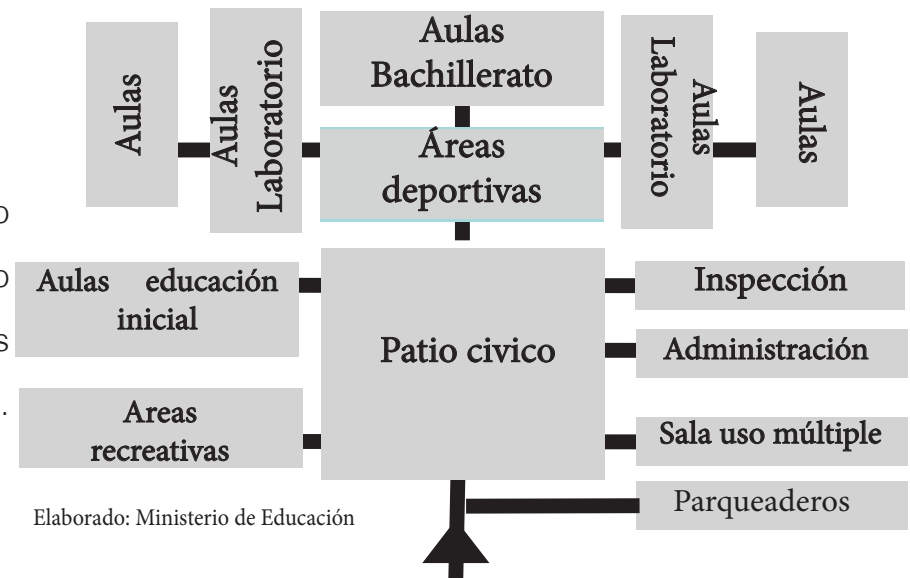 Aulas
Aulas
Laboratorio
Aulas
Bachillerato
Aulas
Laboratorio
Aulas
Áreas
deportivas
O
O
s
.
Aulas educación
inicial
Patio civico
Inspección
Administración
Areas
recreativas
Sala uso múltiple
Parqueaderos
Elaborado: Ministerio de Educación